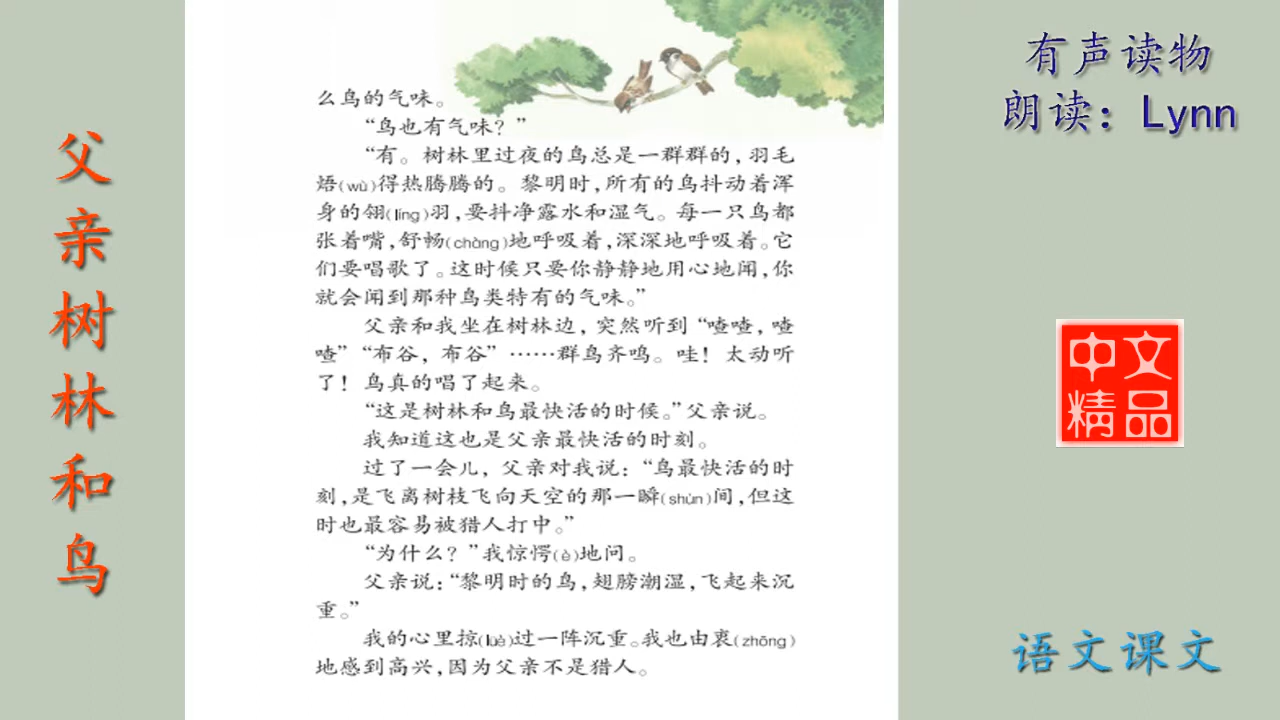 父亲树林和鸟
么鸟的气味。
“鸟也有气味？”
“有。树林里过夜的鸟总是一群群的，羽毛
焐(wù)得热腾腾的。黎明时，所有的鸟抖动着浑
身的翎(líng)羽，要抖净露水和湿气。每一只鸟都
张着嘴，舒畅(chàng)地呼吸着，深深地呼吸着。它
们要唱歌了。这时候只要你静静地用心地闻，你
就会闻到那种鸟类特有的气味。”
父亲和我坐在树林边，突然听到“喳喳，喳
喳”“布谷，布谷”……群鸟齐鸣。哇！太动听
了！鸟真的唱了起来。
“这是树林和鸟最快活的时候。”父亲说。
我知道这也是父亲最快活的时刻。
过了一会儿，父亲对我说：“鸟最快活的时
刻，是飞离树枝飞向天空的那一瞬(shùn)间，但这
时也最容易被猎人打中。”
“为什么？”我惊愕(è)地问。
父亲说：“黎明时的鸟，翅膀潮湿，飞起来沉
重。”
我的心里掠(lüè)过一阵沉重。我也由衷(zhōng)
地感到高兴，因为父亲不是猎人。
有声读物
朗读：Lynn
中文
精品
语文课文